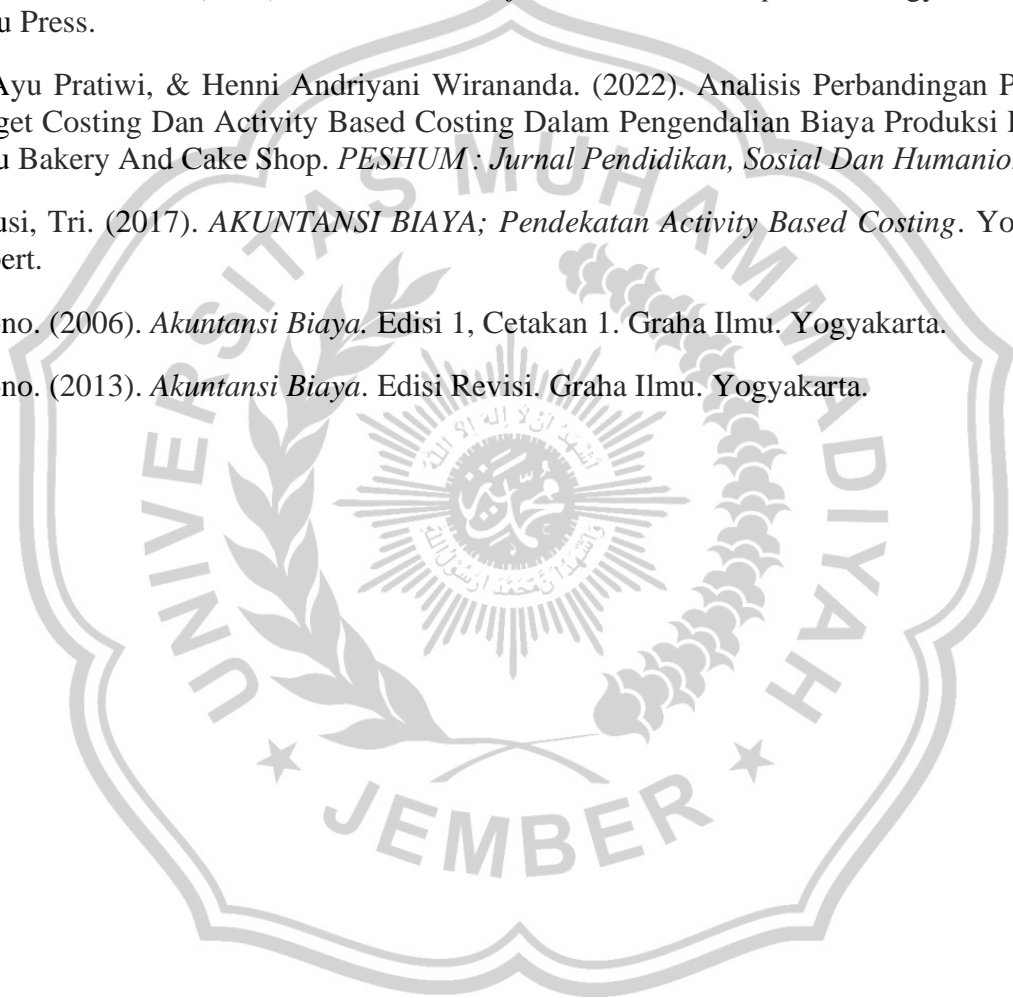 u Press.
Ayu Pratiwi, & Henni Andriyani Wirananda. (2022). Analisis Perbandingan P
get Costing Dan Activity Based Costing Dalam Pengendalian Biaya Produksi
u Bakery And Cake Shop. PESHUM : Jurnal Pendidikan, Sosial Dan Humanio
usi, Tri. (2017). AKUNTANSI BIAYA; Pendekatan Activity Based Costing. Yo
bert.
ono. (2006). Akuntansi Biaya. Edisi 1, Cetakan 1. Graha Ilmu. Yogyakarta.
ono. (2013). Akuntansi Biaya. Edisi Revisi. Graha Ilmu. Yogyakarta.
UNIVERSITAS MUHAMMADIYAH
JEMBER